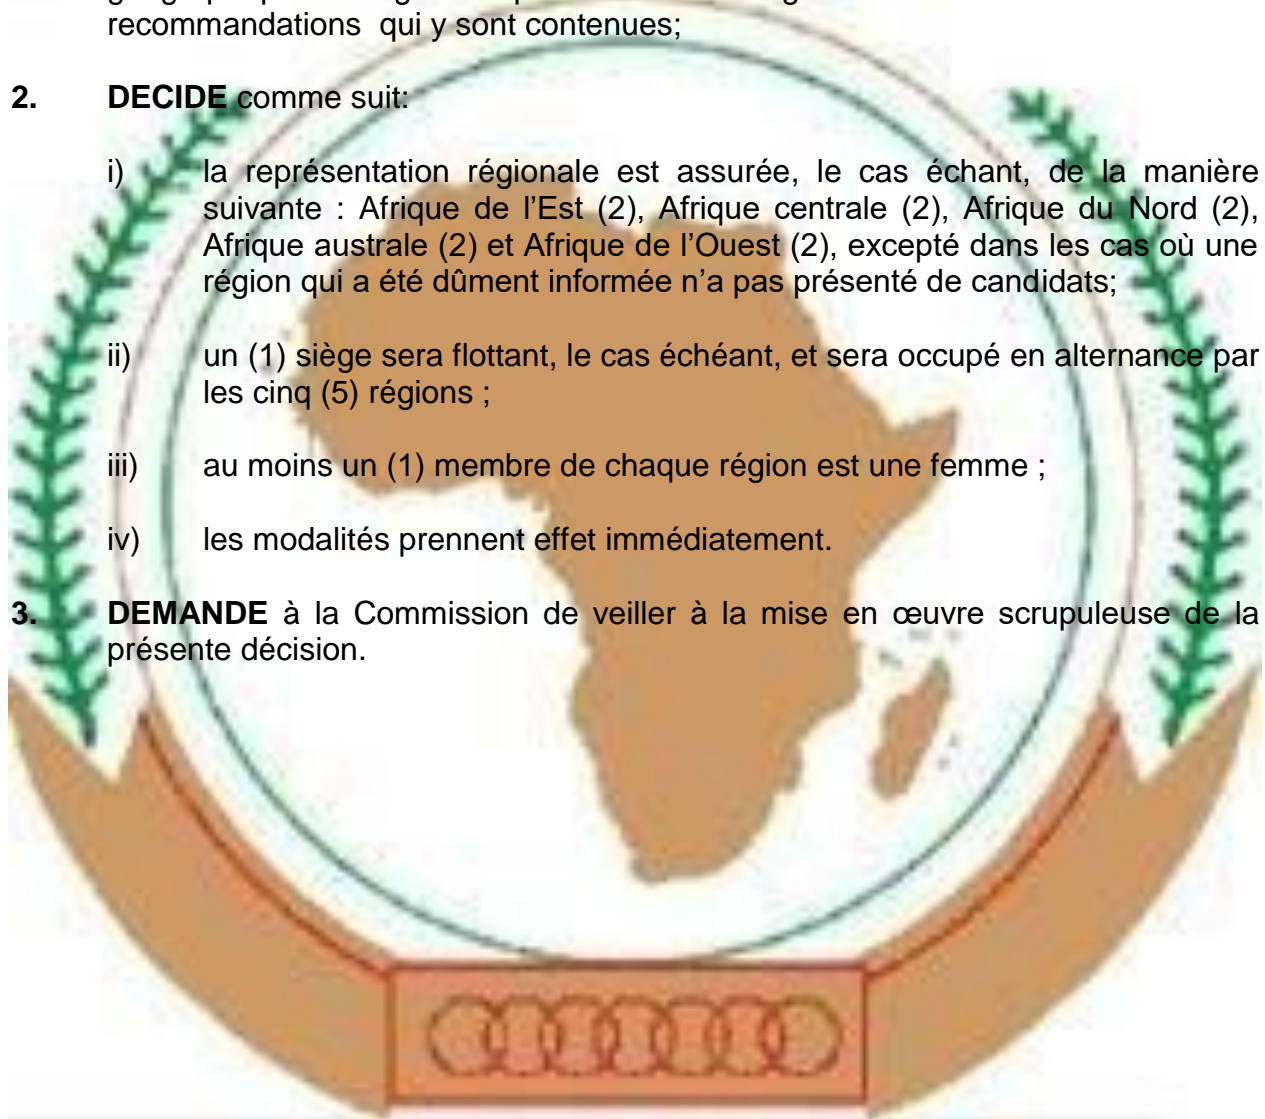 recommandations qui y sont contenues;
2. DECIDE comme suit:
i) la représentation régionale est assurée, le cas échant, de la manière
suivante : Afrique de l'Est (2), Afrique centrale (2), Afrique du Nord (2),
Afrique australe (2) et Afrique de l'Ouest (2), excepté dans les cas où une
région qui a été dûment informée n'a pas présenté de candidats;
ii) un (1) siège sera flottant, le cas échéant, et sera occupé en alternance par
les cinq (5) régions ;
iii) au moins un (1) membre de chaque région est une femme ;
iv) les modalités prennent effet immédiatement.
3. DEMANDE à la Commission de veiller à la mise en œuvre scrupuleuse de la
présente décision.